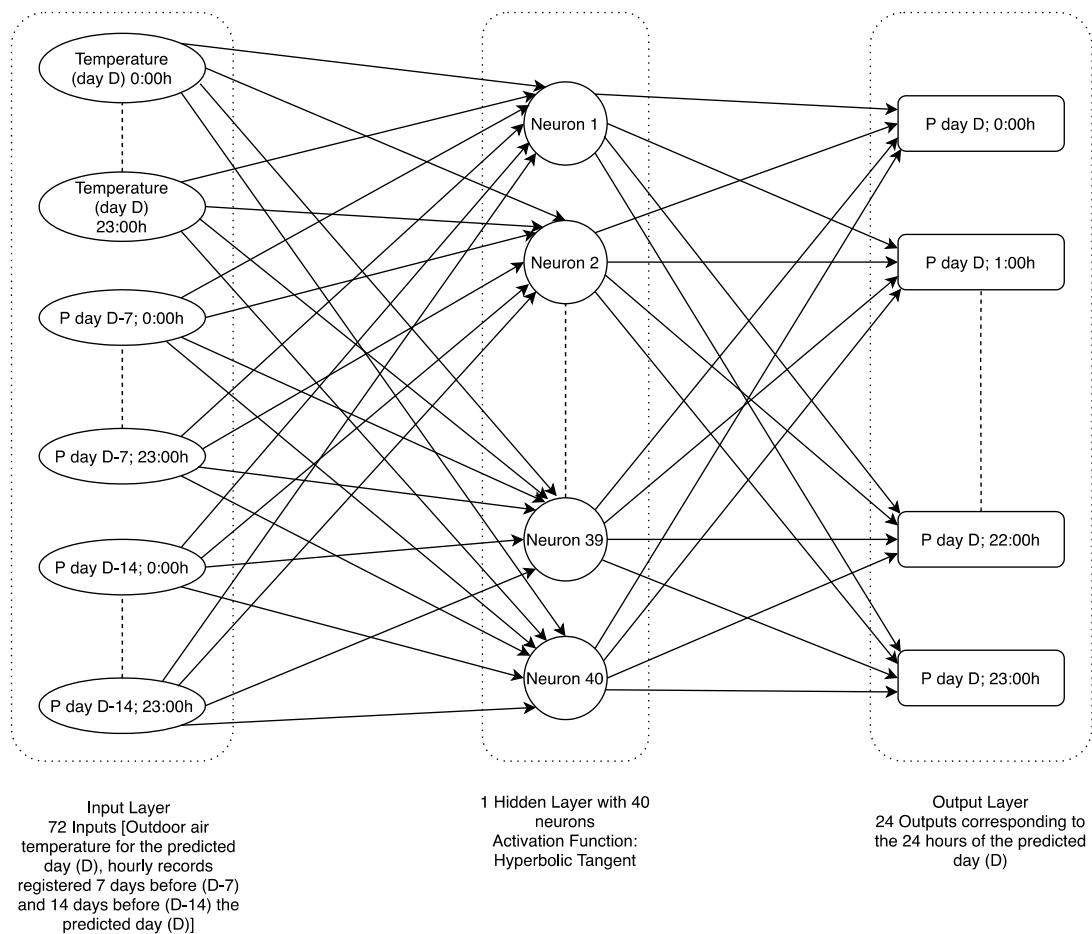 Temperature
(day D) 0:00h
Temperature
(day D)
23:00h
P day D-7; 0:00h
P day D-7; 23:00h
P day D-14; 0:00h
P day D-14; 23:00h
Neuron 1
Neuron 2
Neuron 39
Neuron 40
P day D; 0:00h
P day D; 1:00h
P day D; 22:00h
P day D; 23:00h
Input Layer
72 Inputs [Outdoor air
temperature for the predicted
day (D), hourly records
registered 7 days before (D-7)
and 14 days before (D-14) the
predicted day (D)]
1 Hidden Layer with 40
neurons
Activation Function:
Hyperbolic Tangent
Output Layer
24 Outputs corresponding to
the 24 hours of the predicted
day (D)